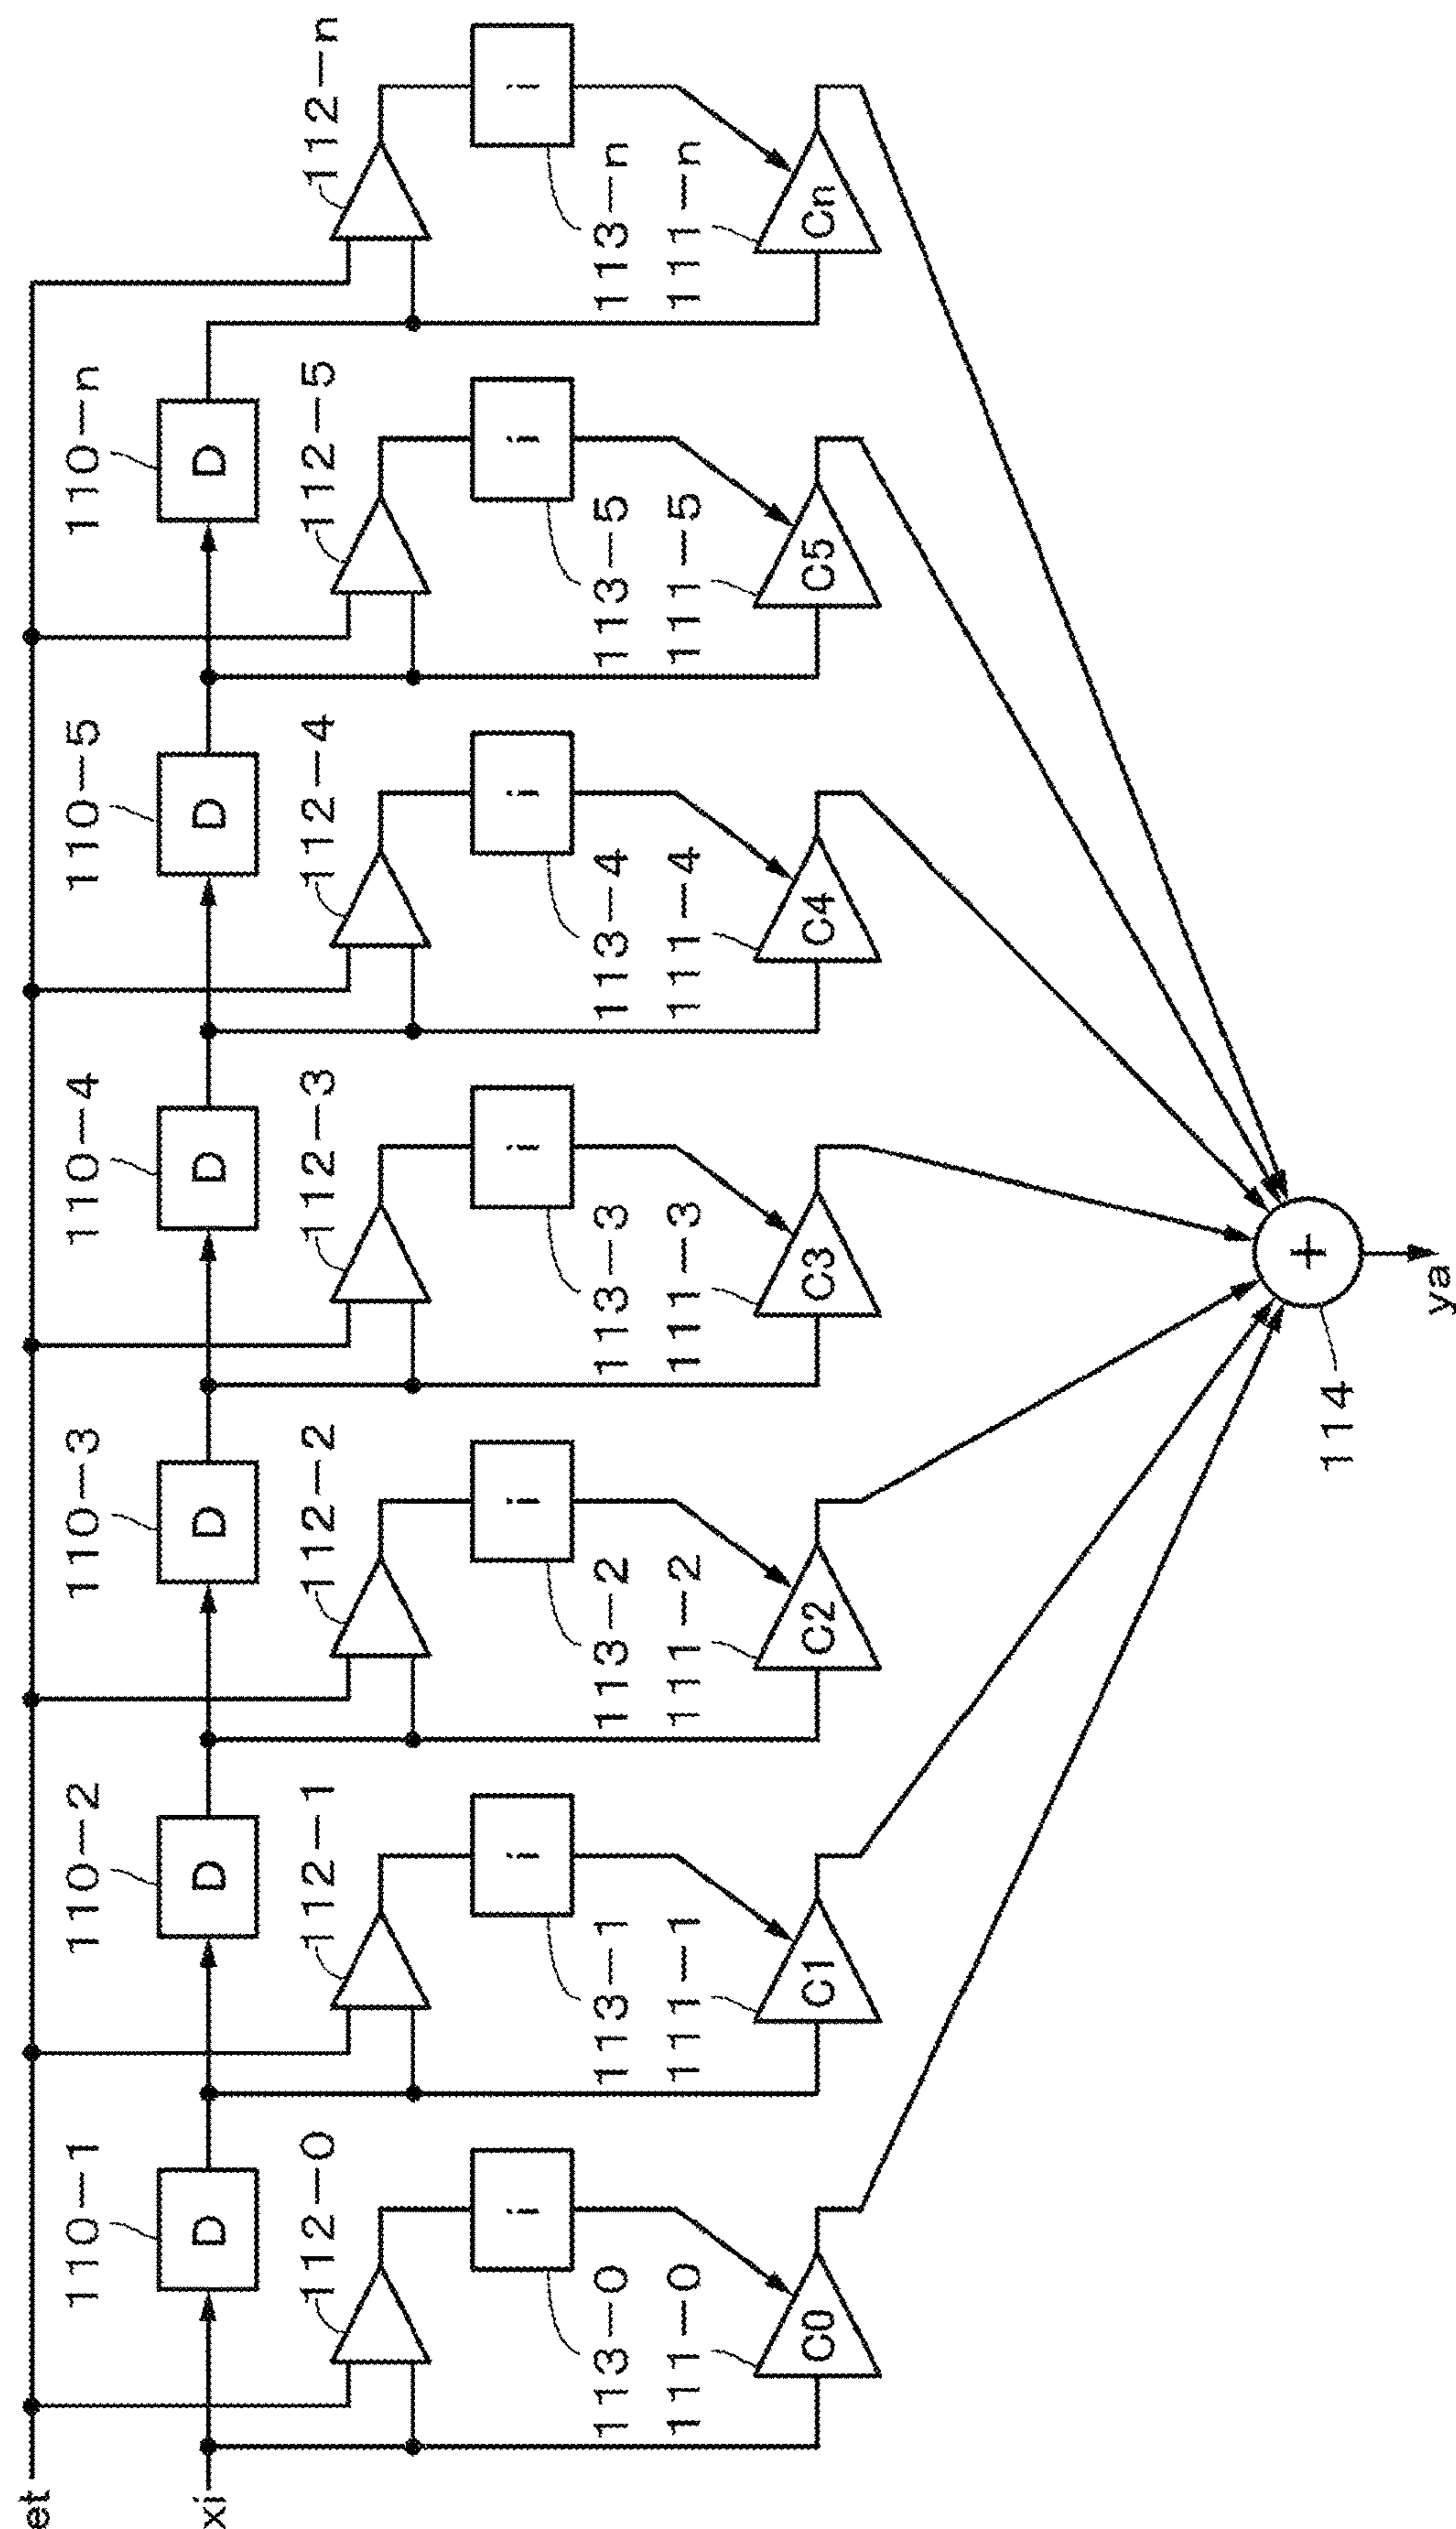 et
xi
110-1
110-2
110-3
110-4
110-5
110-n
D
D
D
D
D
D
112-0
112-1
112-2
112-3
112-4
112-5
112-n
i
i
i
i
i
i
i
113-0
113-1
113-2
113-3
113-4
113-5
113-n
111-0
111-1
111-2
111-3
111-4
111-5
111-n
C0
C1
C2
C3
C4
C5
Cn
+
114
ya